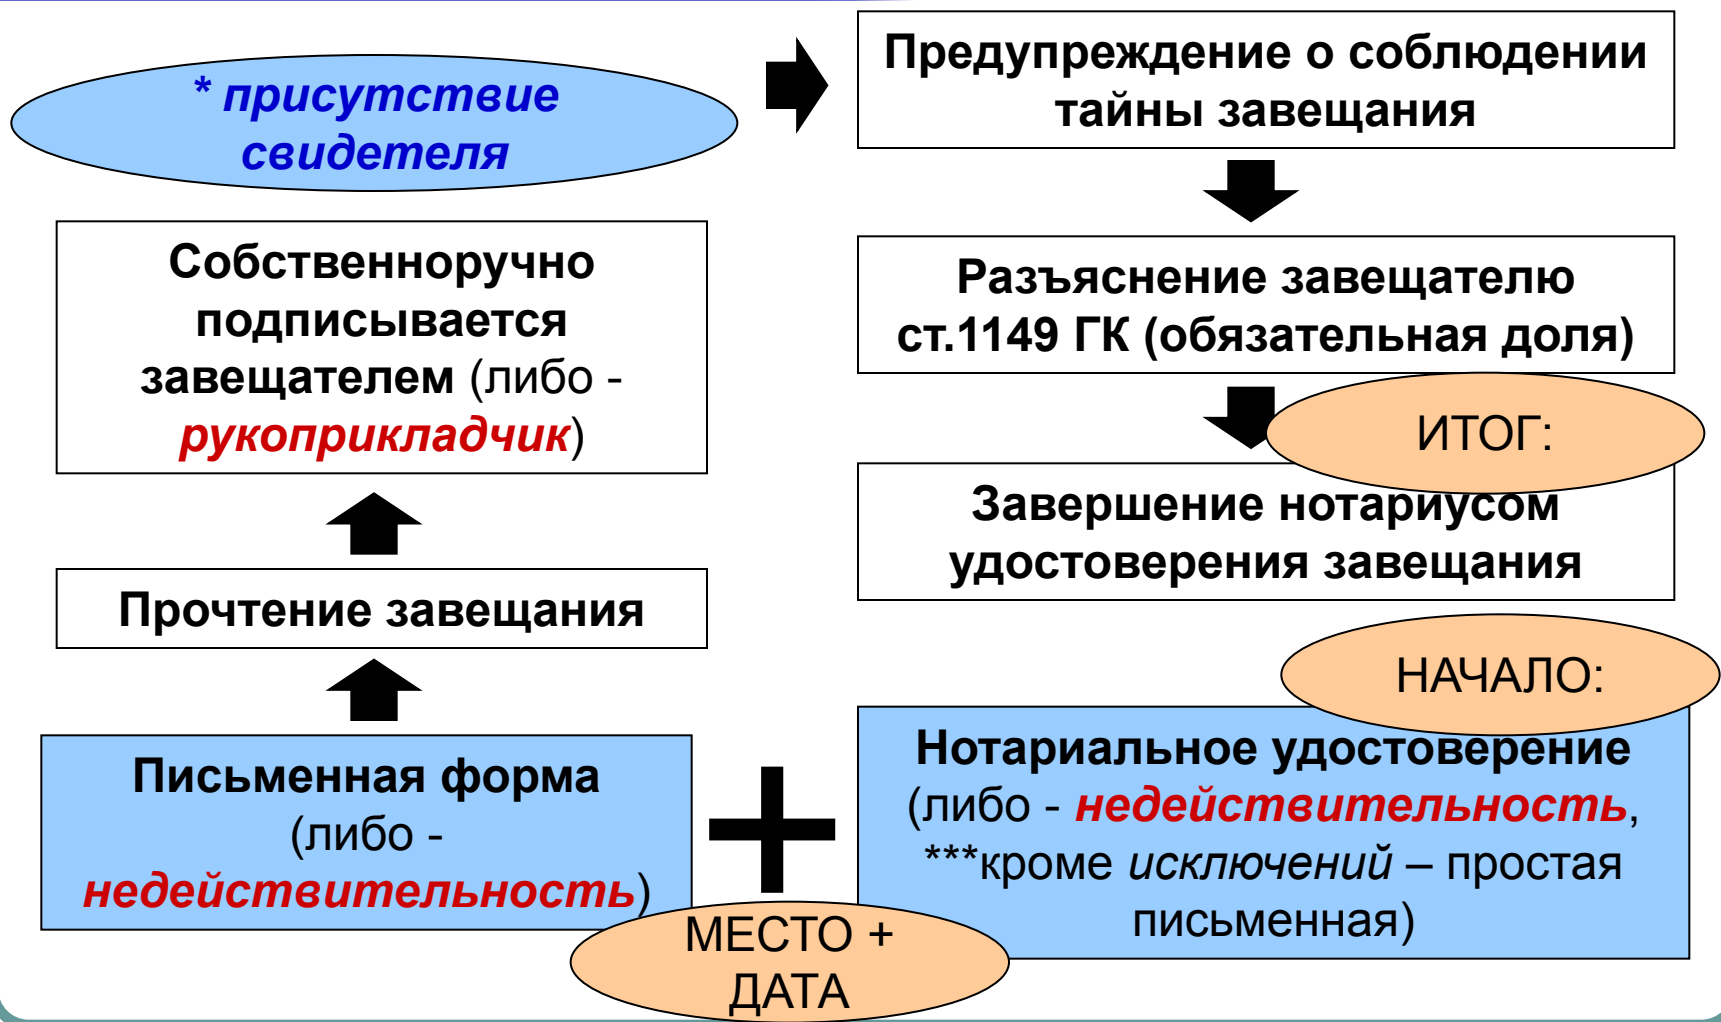 * присутствие
свидетеля
Предупреждение о соблюдении
тайны завещания
Собственноручно
подписывается
завещателем (либо -
рукоприкладчик)
Разъяснение завещателю
ст.1149 ГК (обязательная доля)
ИТОГ:
Завершение нотариусом
удостоверения завещания
Прочтение завещания
НАЧАЛО:
Письменная форма
(либо -
недействительность)
Нотариальное удостоверение
(либо - недействительность,
***кроме исключений – простая
письменная)
МЕСТО +
ДАТА